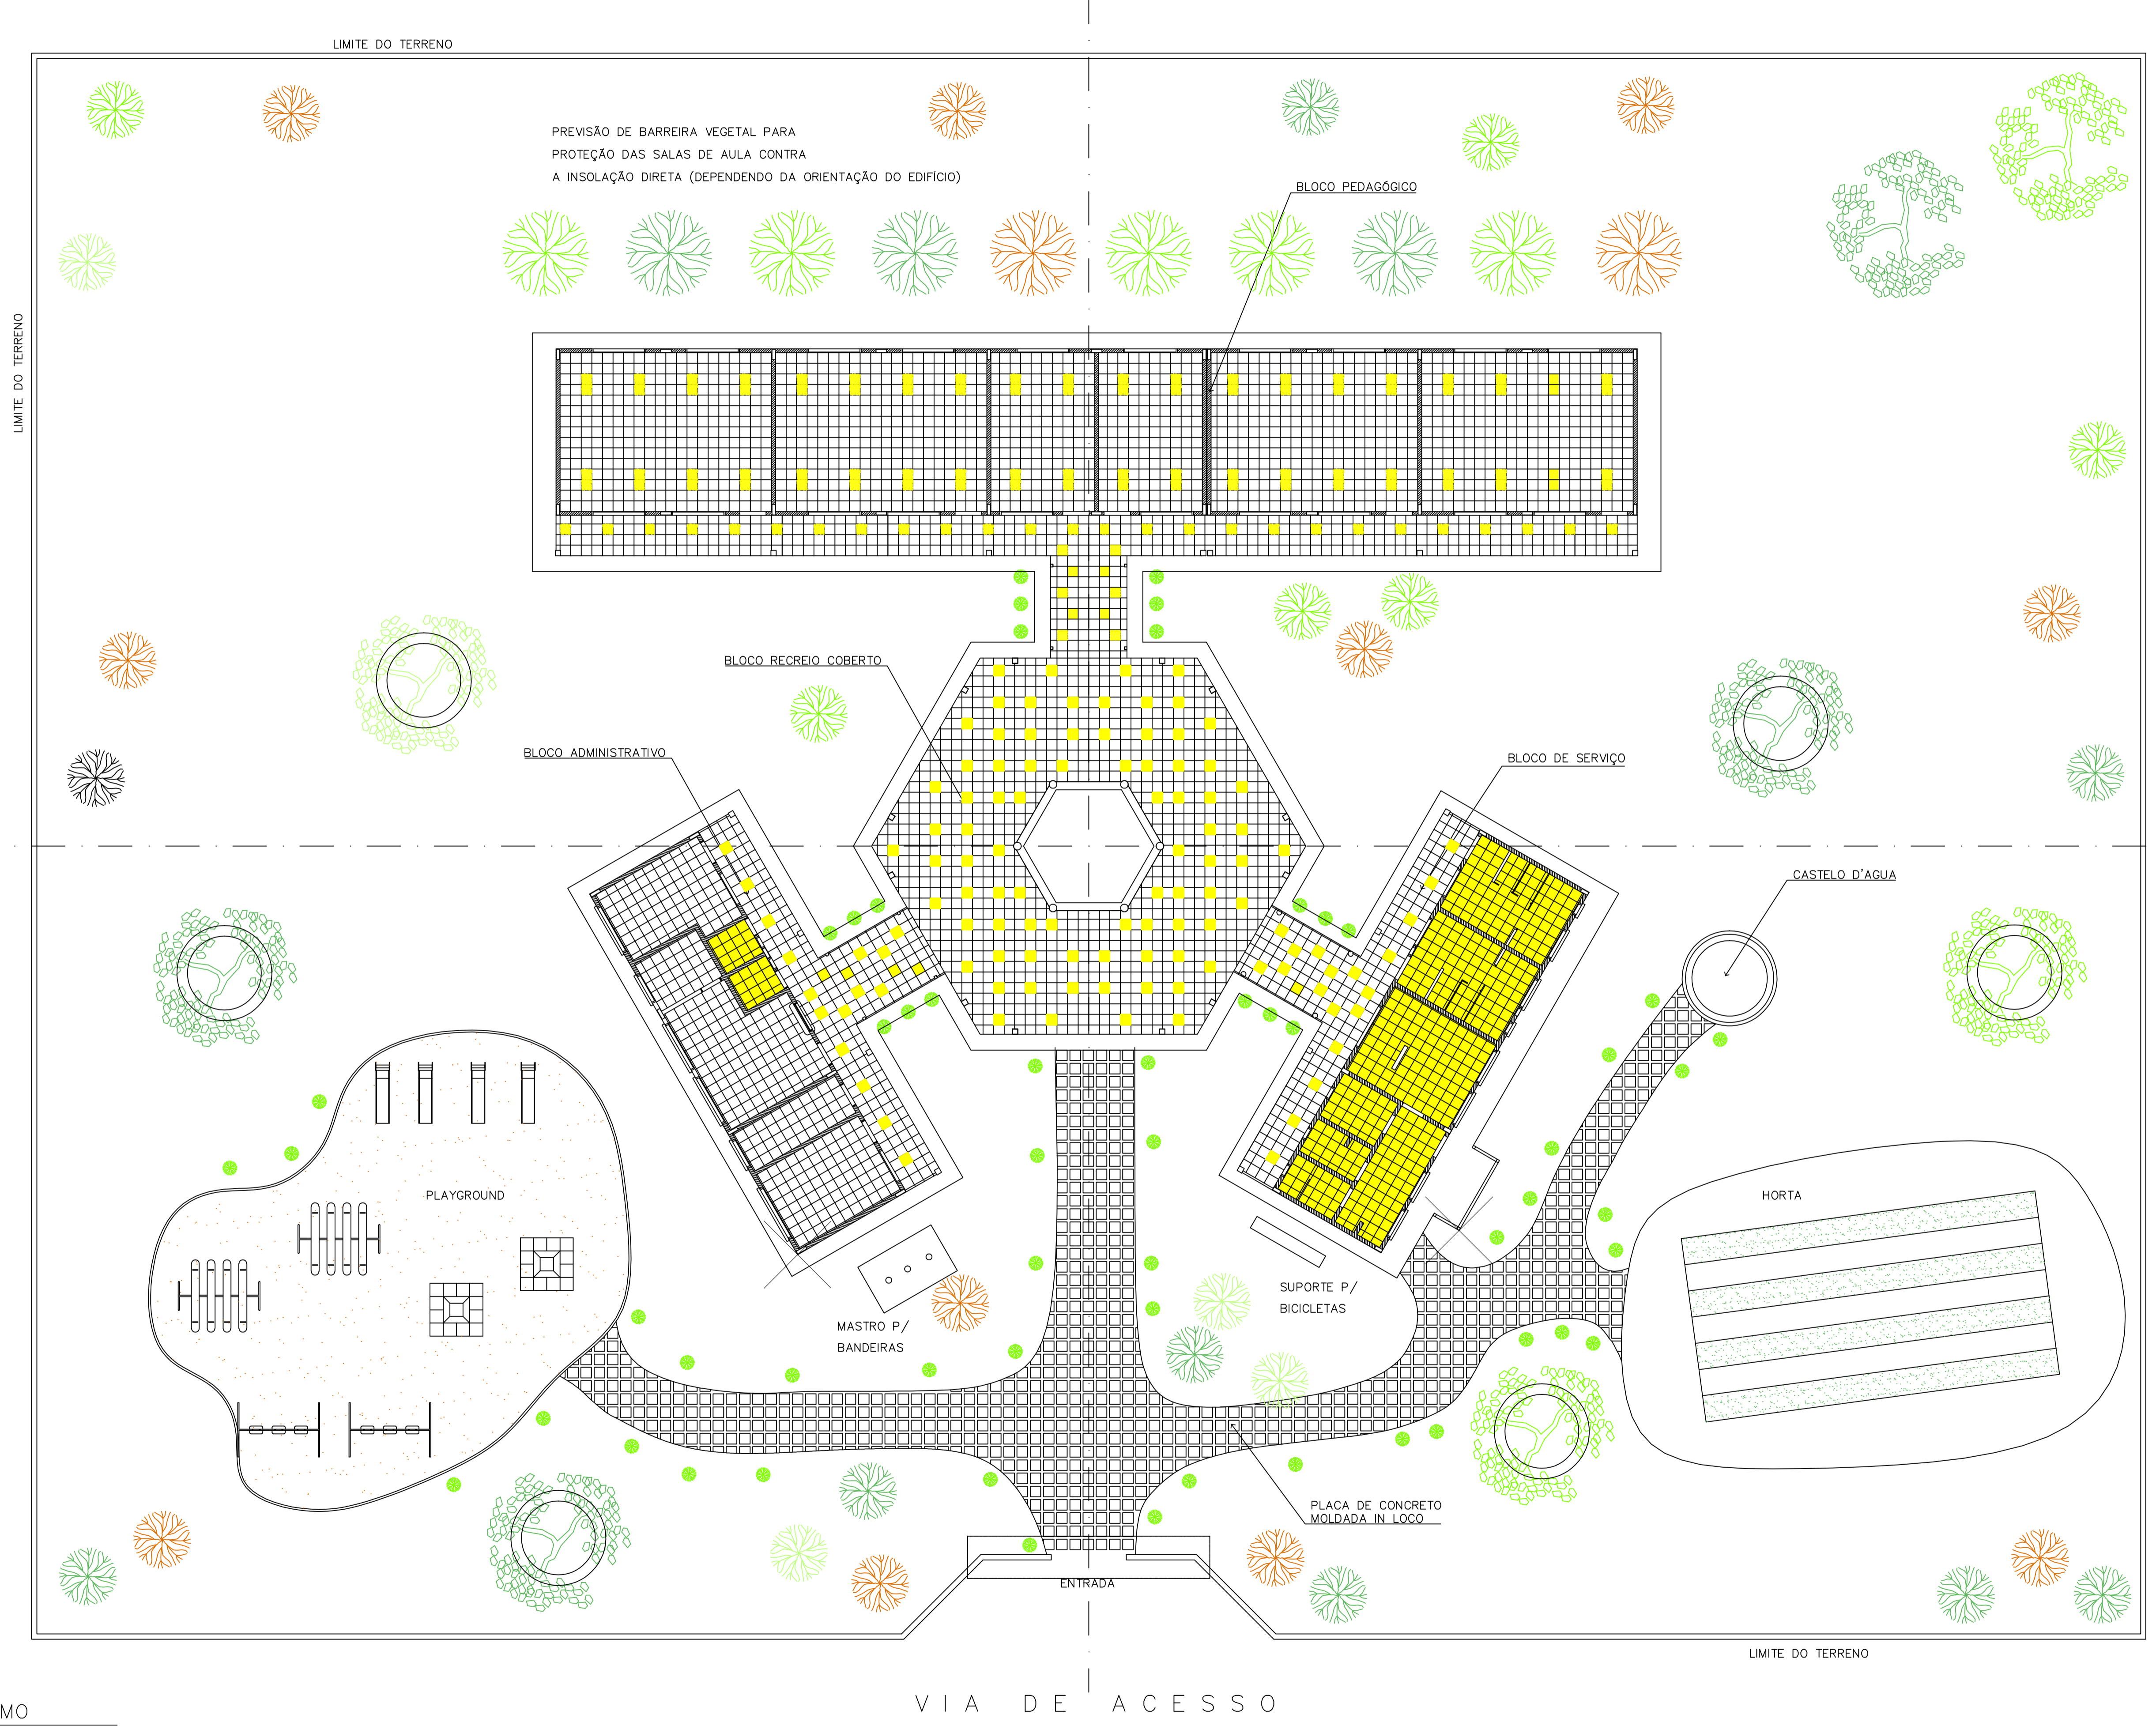 LIMITE DO TERRENO
PREVISÃO DE BARREIRA VEGETAL PARA
PROTEÇÃO DAS SALAS DE AULA CONTRA
A INSOLAÇÃO DIRETA (DEPENDENDO DA ORIENTAÇÃO DO EDIFÍCIO)
BLOCO PEDAGÓGICO
LIMITE DO TERRENO
BLOCO RECREIO COBERTO
BLOCO ADMINISTRATIVO
BLOCO DE SERVIÇO
CASTELO D'AGUA
PLAYGROUND
HORTA
SUPORTE P/
BICICLETAS
MASTRO P/
BANDEIRAS
PLACA DE CONCRETO
MOLDADA IN LOCO
ENTRADA
LIMITE DO TERRENO
VIA DE ACESSO
MO